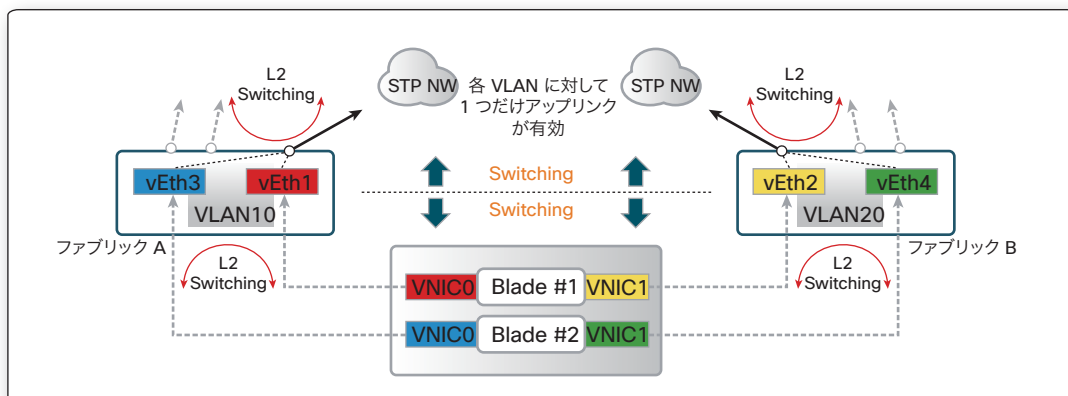 L2
Switching
STP NW
各 VLAN に対して
1 つだけアップリンク
が有効
STP NW
L2
Switching
vEth3
vEth1
VLAN10
Switching
Switching
vEth2
vEth4
VLAN20
ファブリック A
ファブリック B
L2
Switching
L2
Switching
VNIC0
Blade #1
VNIC1
VNIC0
Blade #2
VNIC1